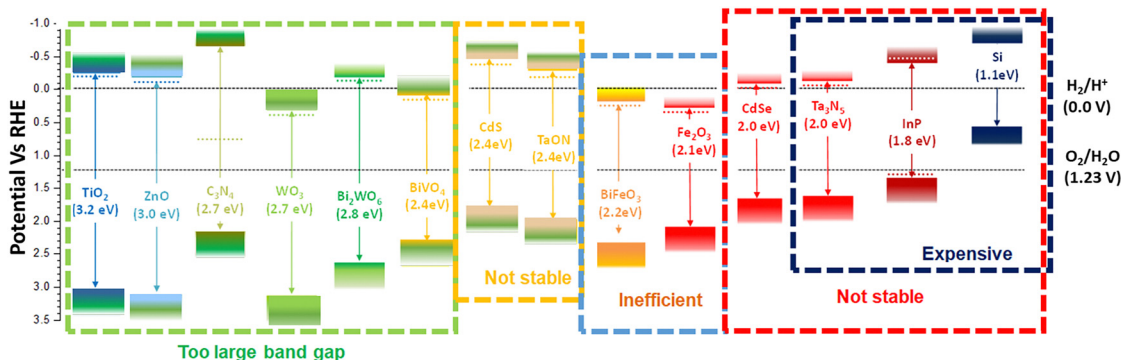 Potential Vs RHE
-1.0
-0.5
0.0
0.5
1.0
1.5
2.0
2.5
3.0
3.5
TiO₂
(3.2 eV)
ZnO
(3.0 eV)
C₃N₄
(2.7 eV)
WO₃
(2.7 eV)
Bi₂WO₆
(2.8 eV)
BiVO₄
(2.4eV)
CdS
(2.4eV)
TaON
(2.4eV)
BiFeO₃
(2.2eV)
Fe₂O₃
(2.1eV)
CdSe
2.0 eV)
Ta₃N₅
(2.0 eV)
InP
(1.8 eV)
Si
(1.1eV)
H₂/H⁺
(0.0 V)
O₂/H₂O
(1.23 V)
Too large band gap
Not stable
Inefficient
Not stable
Expensive